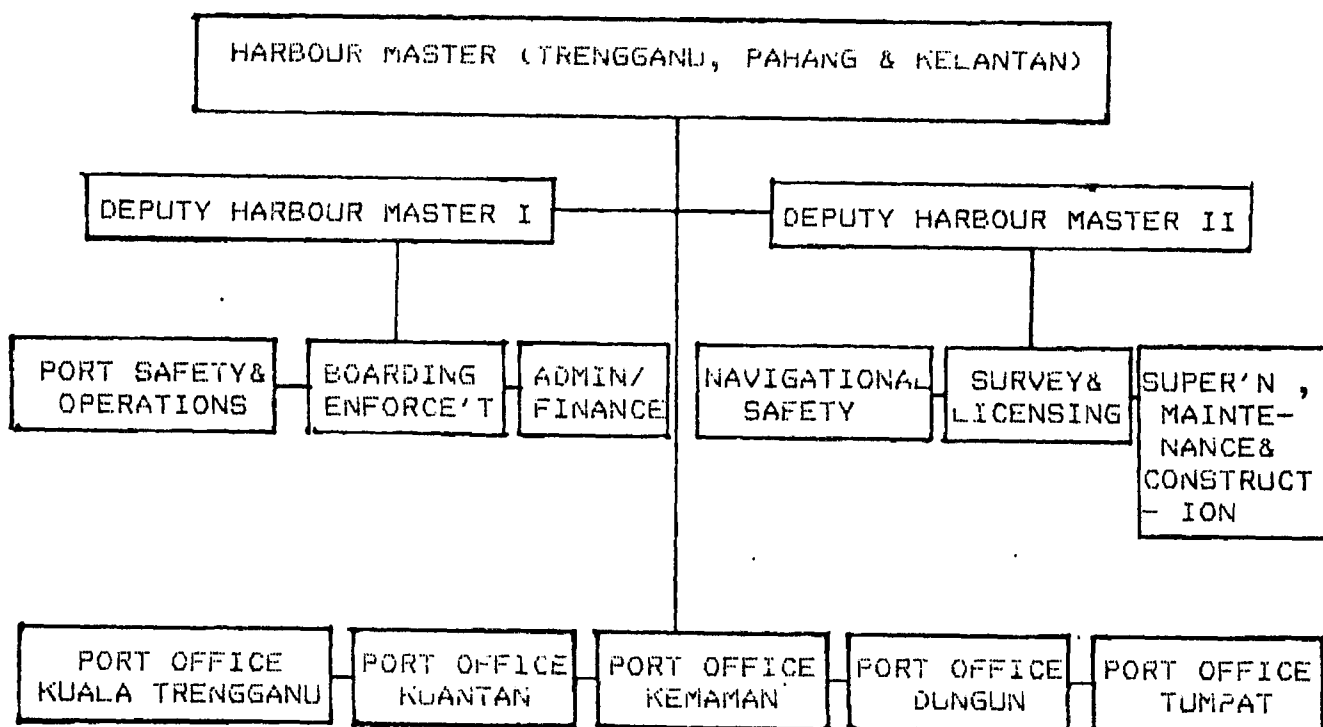 HARBOUR MASTER (TRENGGANU, PAHANG & KELANTAN)
DEPUTY HARBOUR MASTER I
DEPUTY HARBOUR MASTER II
PORT SAFETY&
OPERATIONS
BOARDING
ENFORCE'T
ADMIN/
FINANCE
NAVIGATIONAL
SAFETY
SURVEY&
LICENSING
SUPER'N ,
MAINTE-
NANCE&
CONSTRUCT
- ION
PORT OFFICE
KUALA TRENGGANU
PORT OFFICE
KUANTAN
PORT OFFICE
KEMAMAN
PORT OFFICE
DUNGUN
PORT OFFICE
TUMPAT